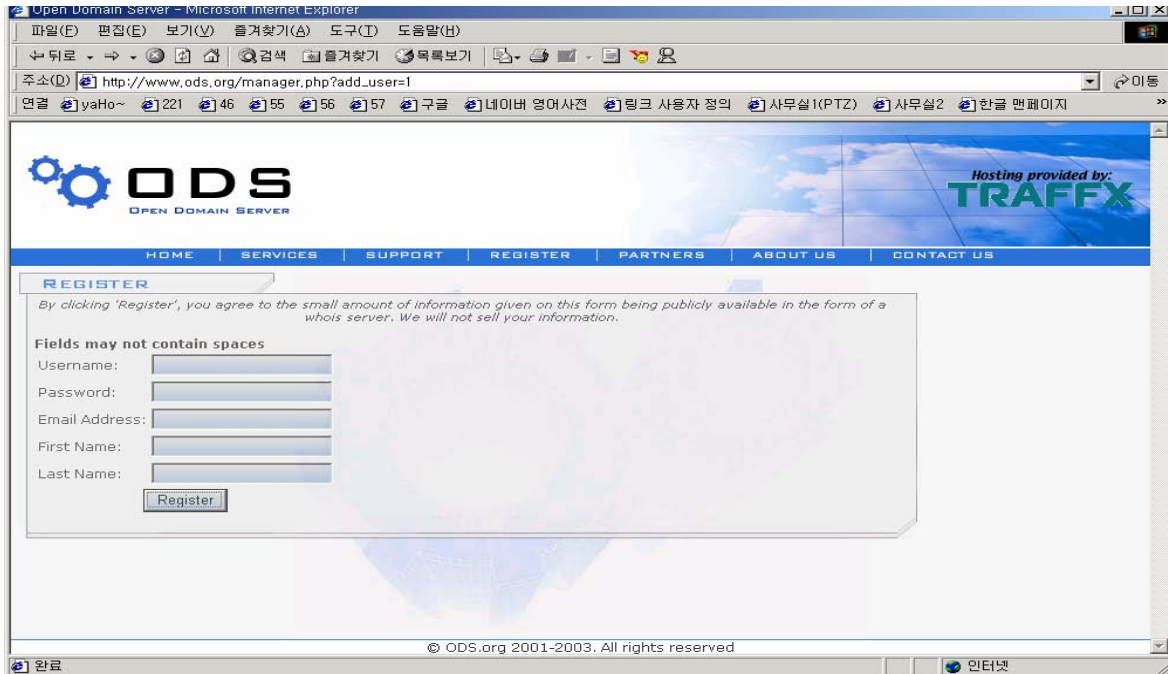 Open Domain Server - Microsoft Internet Explorer
파일(F) 편집(E) 보기(V) 즐겨찾기(A) 도구(T) 도움말(H)
뒤로 검색 즐겨찾기 목록보기
주소(D) http://www.ods.org/manager.php?add_user=1 이동
연결 yaHo~ 221 46 55 56 57 구글 네이버 영어사전 링크 사용자 정의 사무실1(PTZ) 사무실2 한글 맨페이지 »
ODS
OPEN DOMAIN SERVER
Hosting provided by:
TRAFFX
HOME | SERVICES | SUPPORT | REGISTER | PARTNERS | ABOUT US | CONTACT US
REGISTER
By clicking 'Register', you agree to the small amount of information given on this form being publicly available in the form of a
whois server. We will not sell your information.
Fields may not contain spaces
Username:
Password:
Email Address:
First Name:
Last Name:
Register
© ODS.org 2001-2003. All rights reserved
완료 인터넷